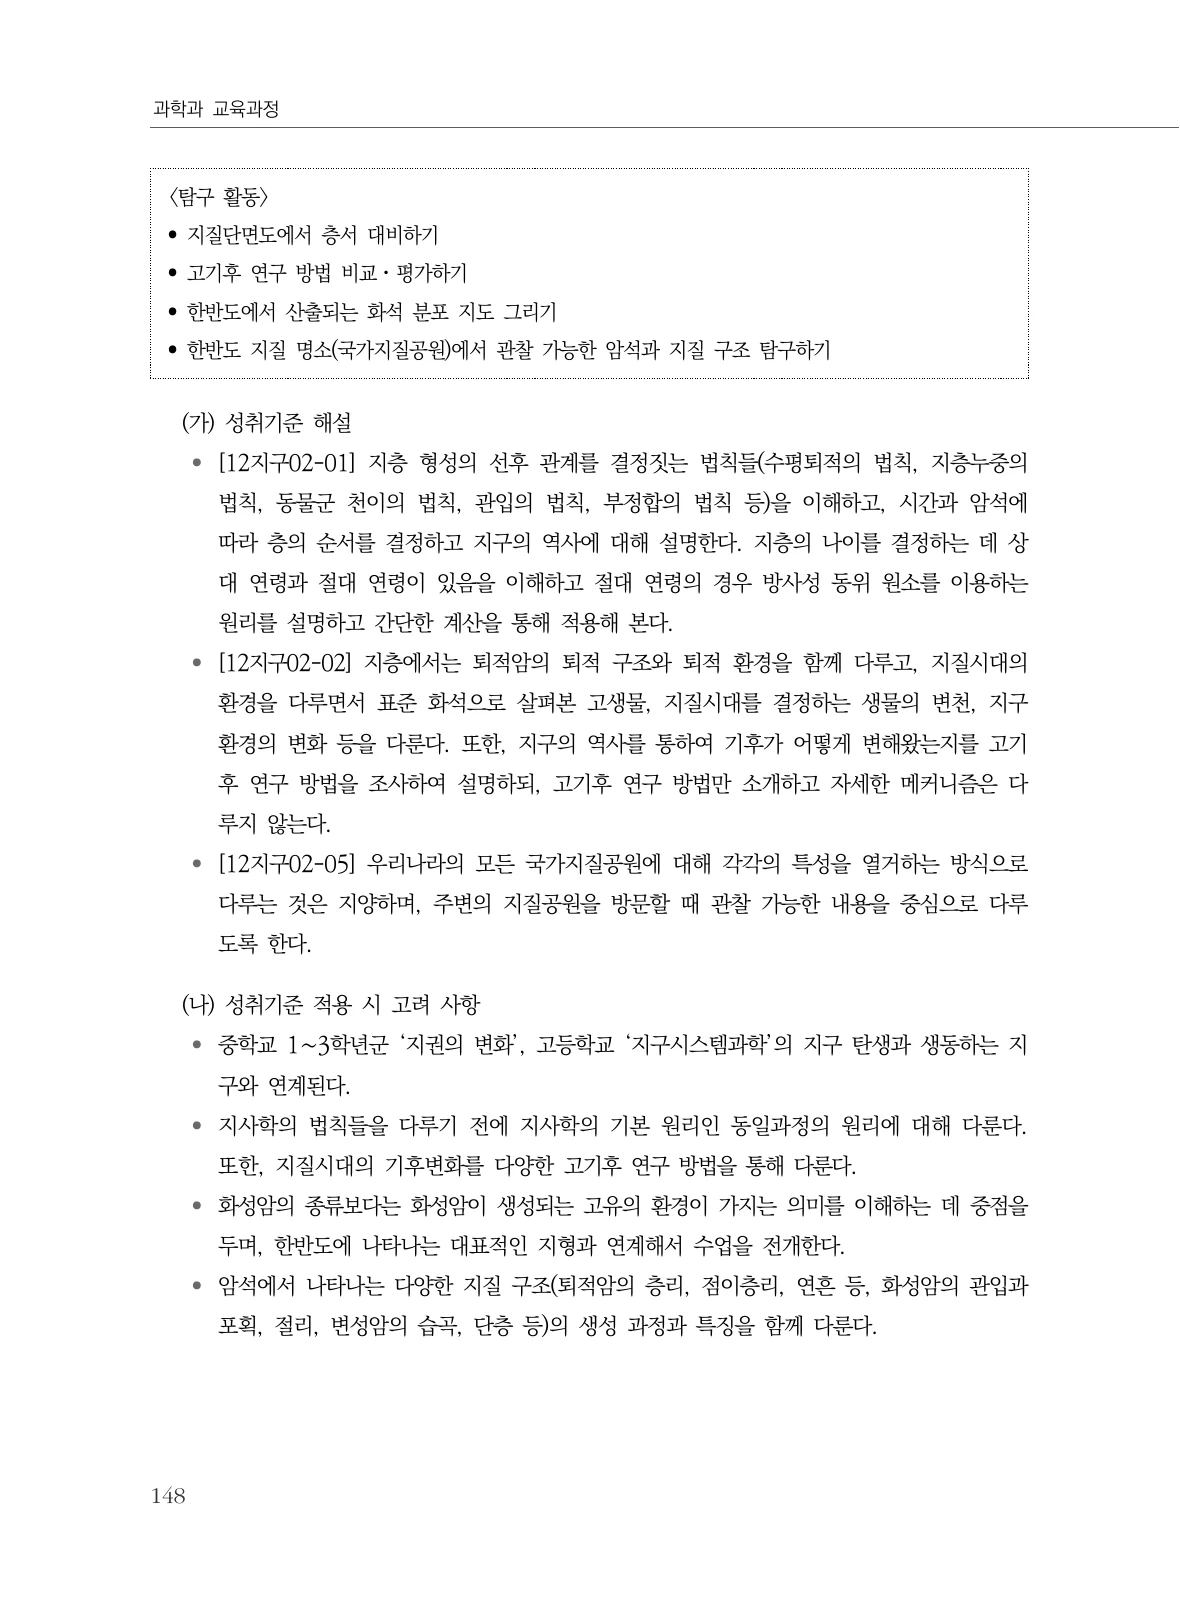 과학과 교육과정
〈탐구 활동〉
• 지질단면도에서 층서 대비하기
• 고기후 연구 방법 비교·평가하기
• 한반도에서 산출되는 화석 분포 지도 그리기
• 한반도 지질 명소(국가지질공원)에서 관찰 가능한 암석과 지질 구조 탐구하기
(가) 성취기준 해설
• [12지구02-01] 지층 형성의 선후 관계를 결정짓는 법칙들(수평퇴적의 법칙, 지층누중의
법칙, 동물군 천이의 법칙, 관입의 법칙, 부정합의 법칙 등)을 이해하고, 시간과 암석에
따라 층의 순서를 결정하고 지구의 역사에 대해 설명한다. 지층의 나이를 결정하는 데 상
대 연령과 절대 연령이 있음을 이해하고 절대 연령의 경우 방사성 동위 원소를 이용하는
원리를 설명하고 간단한 계산을 통해 적용해 본다.
• [12지구02-02] 지층에서는 퇴적암의 퇴적 구조와 퇴적 환경을 함께 다루고, 지질시대의
환경을 다루면서 표준 화석으로 살펴본 고생물, 지질시대를 결정하는 생물의 변천, 지구
환경의 변화 등을 다룬다. 또한, 지구의 역사를 통하여 기후가 어떻게 변해왔는지를 고기
후 연구 방법을 조사하여 설명하되, 고기후 연구 방법만 소개하고 자세한 메커니즘은 다
루지 않는다.
• [12지구02-05] 우리나라의 모든 국가지질공원에 대해 각각의 특성을 열거하는 방식으로
다루는 것은 지양하며, 주변의 지질공원을 방문할 때 관찰 가능한 내용을 중심으로 다루
도록 한다.
(나) 성취기준 적용 시 고려 사항
• 중학교 1~3학년군 ‘지권의 변화’, 고등학교 ‘지구시스템과학’의 지구 탄생과 생동하는 지
구와 연계된다.
• 지사학의 법칙들을 다루기 전에 지사학의 기본 원리인 동일과정의 원리에 대해 다룬다.
또한, 지질시대의 기후변화를 다양한 고기후 연구 방법을 통해 다룬다.
• 화성암의 종류보다는 화성암이 생성되는 고유의 환경이 가지는 의미를 이해하는 데 중점을
두며, 한반도에 나타나는 대표적인 지형과 연계해서 수업을 전개한다.
• 암석에서 나타나는 다양한 지질 구조(퇴적암의 층리, 점이층리, 연흔 등, 화성암의 관입과
포획, 절리, 변성암의 습곡, 단층 등)의 생성 과정과 특징을 함께 다룬다.
148